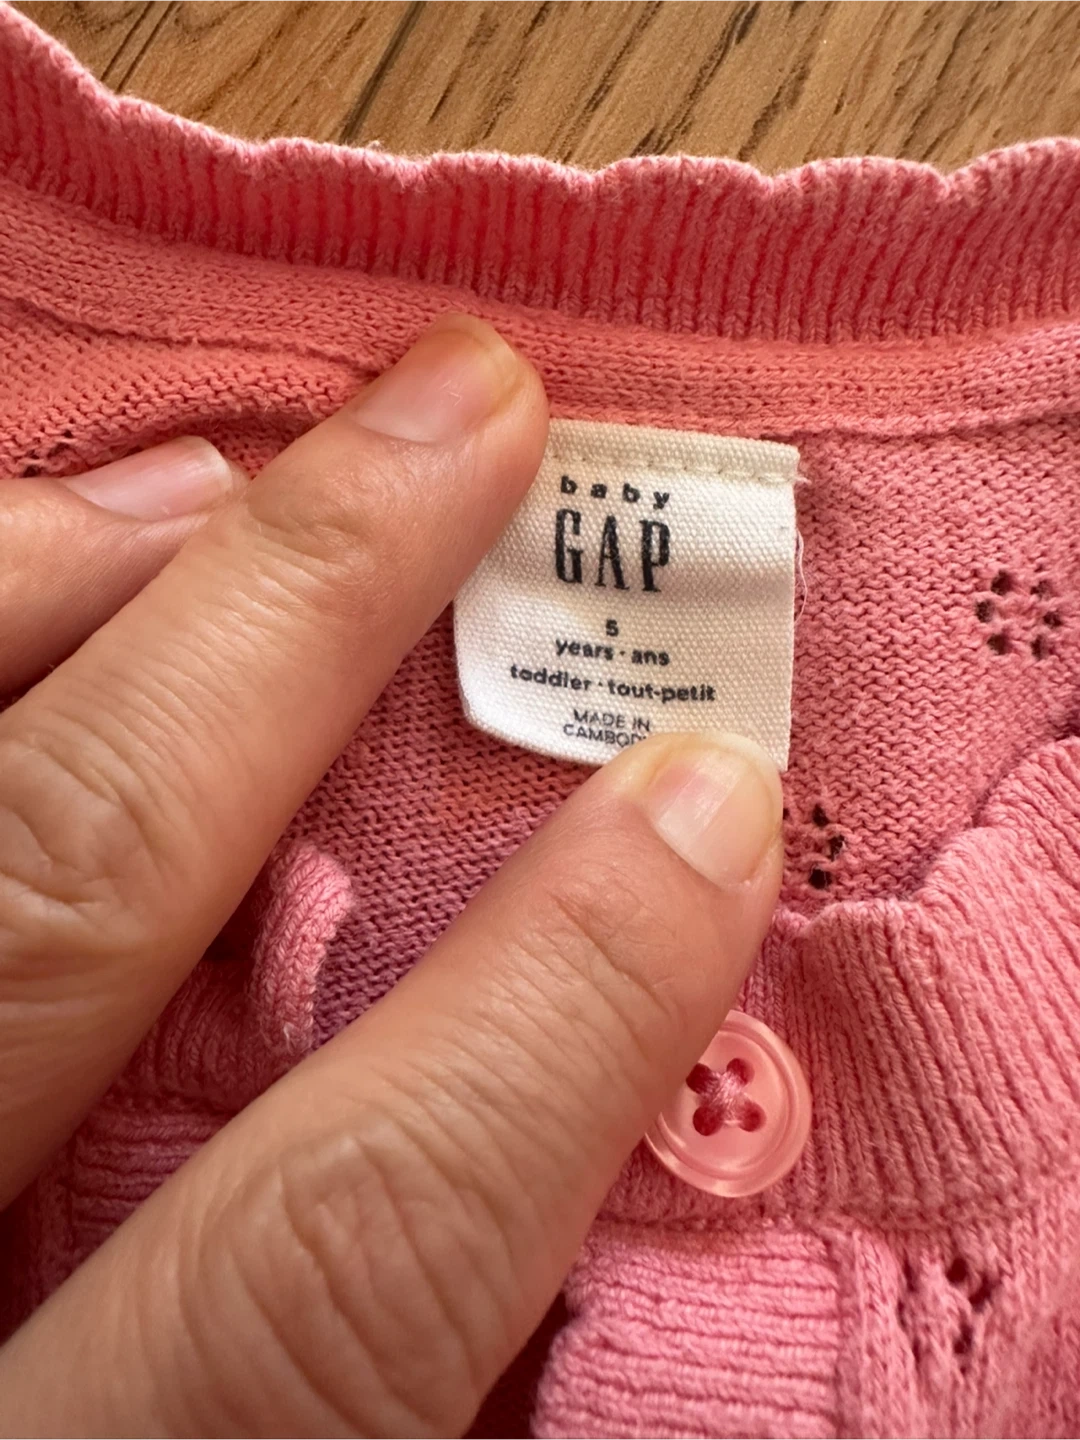 baby
GAP
5
years · ans
toddler · tout-petit
MADE IN